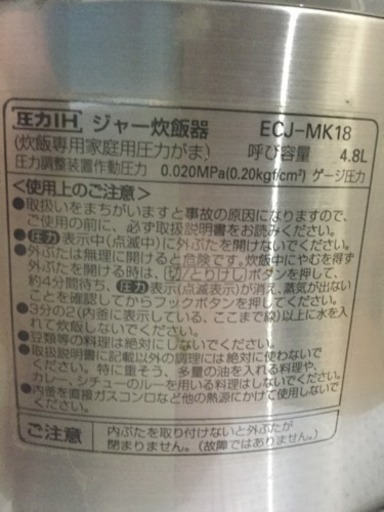 圧力IH ジャー炊飯器 ECJ-MK18
(炊飯専用家庭用圧力がま) 呼び容量 4.8L
圧力調整装置作動圧力 0.020MPa(0.20kgf/cm²) ゲージ圧力
<使用上のご注意>
●取扱いをまちがいますと事故の原因になりますので、
ご使用の前に、必ず取扱説明書をお読みください。
●圧力表示中(点滅中)に外ぶたを開けないでください。
●外ぶたは無理に開けると危険です。炊飯中にやむを得ず
外ぶたを開ける時は、切/とりけしボタンを押して、
約4分間待ち、圧力表示(点滅表示)が消え、蒸気が出ない
ことを確認してからフックボタンを押してください。
●3分の2(内釜に表示している、ここまで線)以上に水を入
れて炊飯しないでください。
●豆類等の料理は絶対にしないでください。
●取扱説明書に記載以外の調理には絶対に使わないで
ください。特に重そう、多量の油を入れる料理や、
カレー、シチューのルーを用いる料理はしないでください。
●内釜を直接ガスコンロなど他の熱源にかけて使用しないで
ください。
ご注意 内ぶたを取り付けないと外ぶたが
閉まりません。(故障ではありません。)